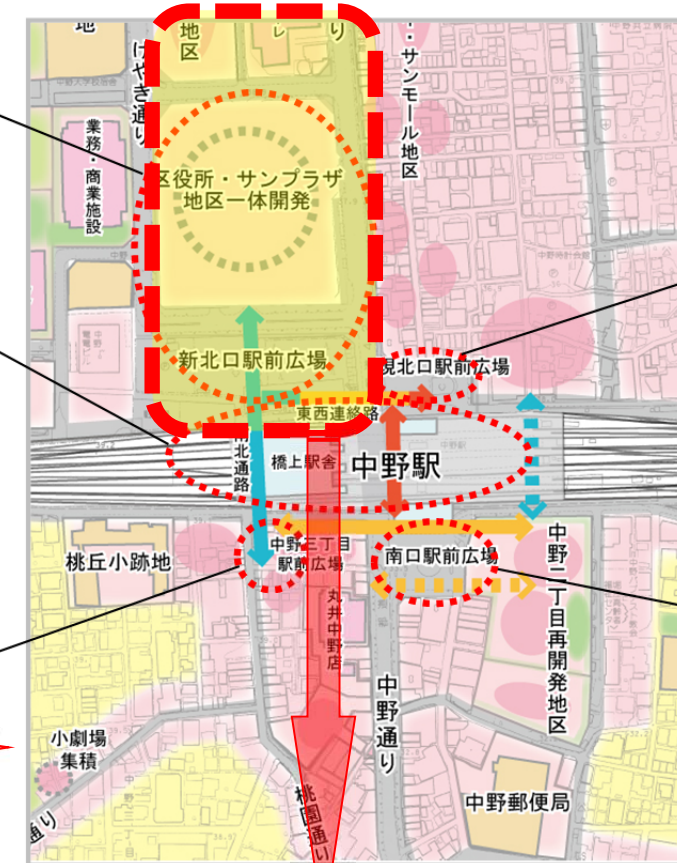 地
けやき通り
地区
レ
り
・サンモール地区
業務・商業施設
区役所・サンプラザ
地区一体開発
新北口駅前広場
現北口駅前広場
東西連絡路
南北通路
橋上駅舎
中野駅
桃丘小跡地
中野三丁目
駅前広場
南口駅前広場
中野二丁目再開発地区
丸井中野店
中野通り
小劇場
集積
通り
桃園通り
中野郵便局